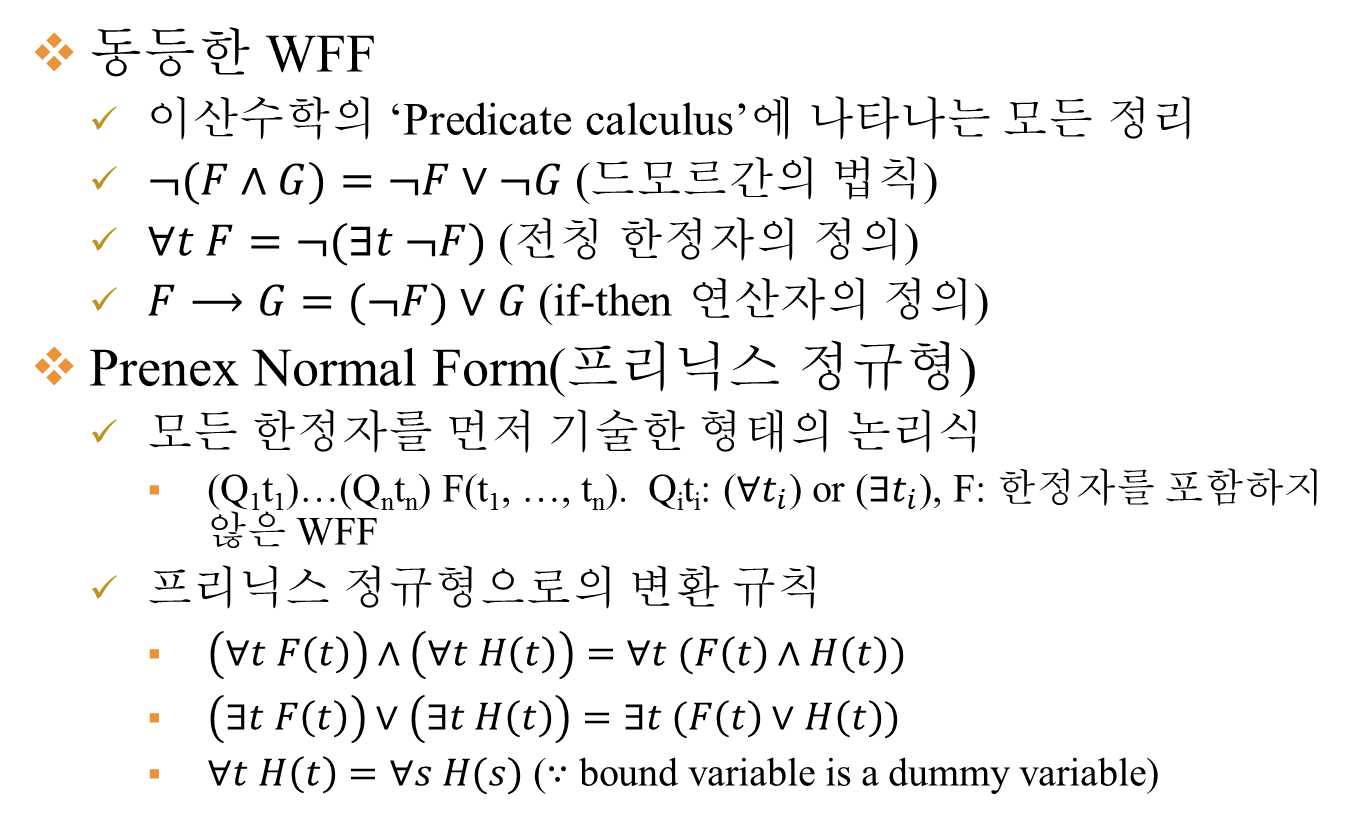 ❖ 동등한 WFF
✓ 이산수학의 ‘Predicate calculus’에 나타나는 모든 정리
✓ ¬(F ∧ G) = ¬F ∨ ¬G (드모르간의 법칙)
✓ ∀t F = ¬(∃t ¬F) (전칭 한정자의 정의)
✓ F ⟶ G = (¬F) ∨ G (if-then 연산자의 정의)
❖ Prenex Normal Form(프리닉스 정규형)
✓ 모든 한정자를 먼저 기술한 형태의 논리식
▪ (Q₁t₁)…(Qₙtₙ) F(t₁, …, tₙ). Qᵢtᵢ: (∀tᵢ) or (∃tᵢ), F: 한정자를 포함하지
않은 WFF
✓ 프리닉스 정규형으로의 변환 규칙
▪ (∀t F(t)) ∧ (∀t H(t)) = ∀t (F(t) ∧ H(t))
▪ (∃t F(t)) ∨ (∃t H(t)) = ∃t (F(t) ∨ H(t))
▪ ∀t H(t) = ∀s H(s) (∵ bound variable is a dummy variable)